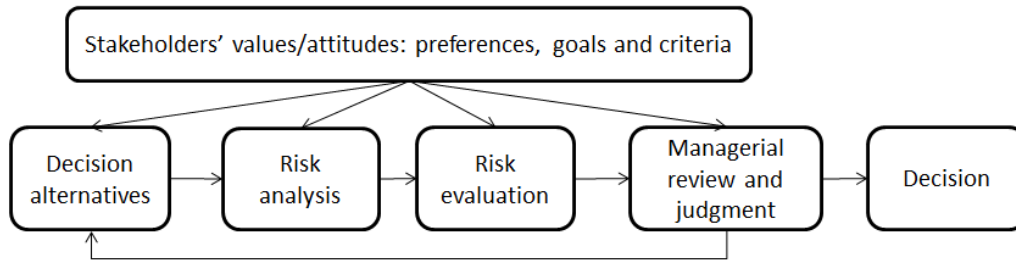 Stakeholders’ values/attitudes: preferences, goals and criteria
Decision
alternatives
Risk
analysis
Risk
evaluation
Managerial
review and
judgment
Decision